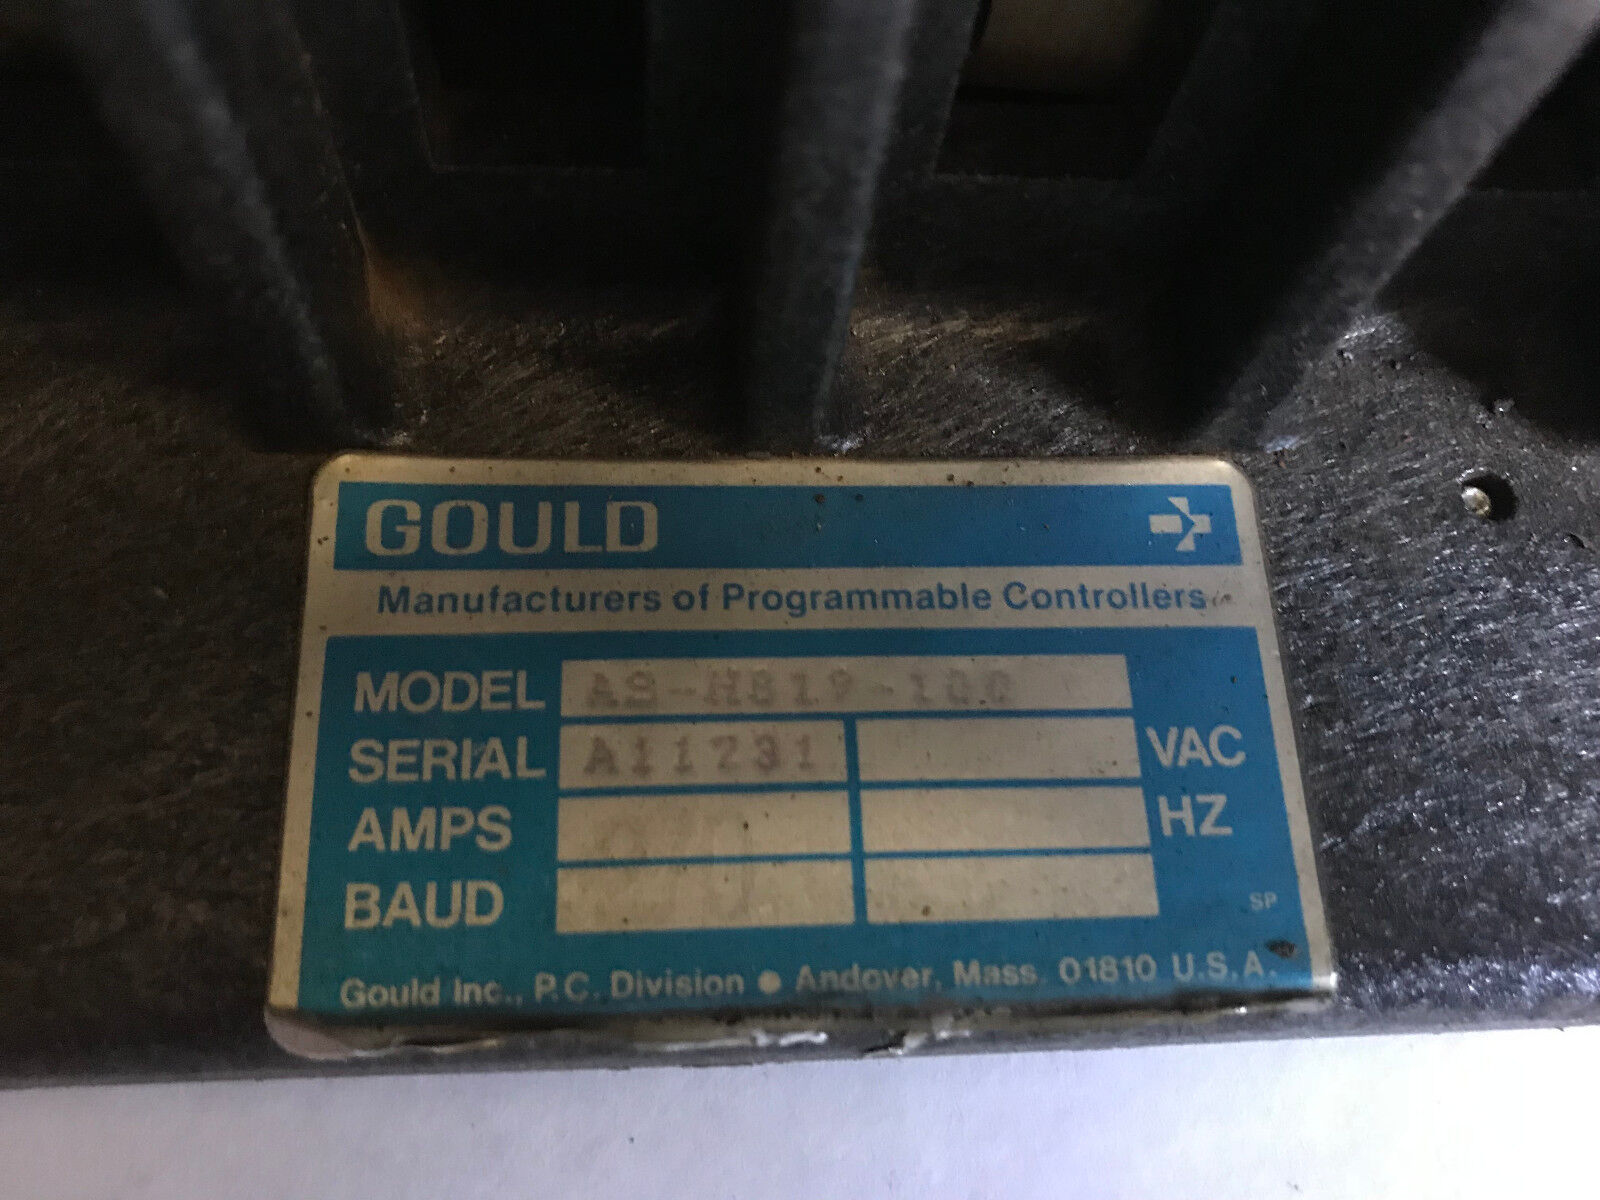 GOULD
Manufacturers of Programmable Controllers
MODEL AS-H819-100
SERIAL A11231 VAC
AMPS HZ
BAUD
SP
Gould Inc., P.C. Division ● Andover, Mass. 01810 U.S.A.